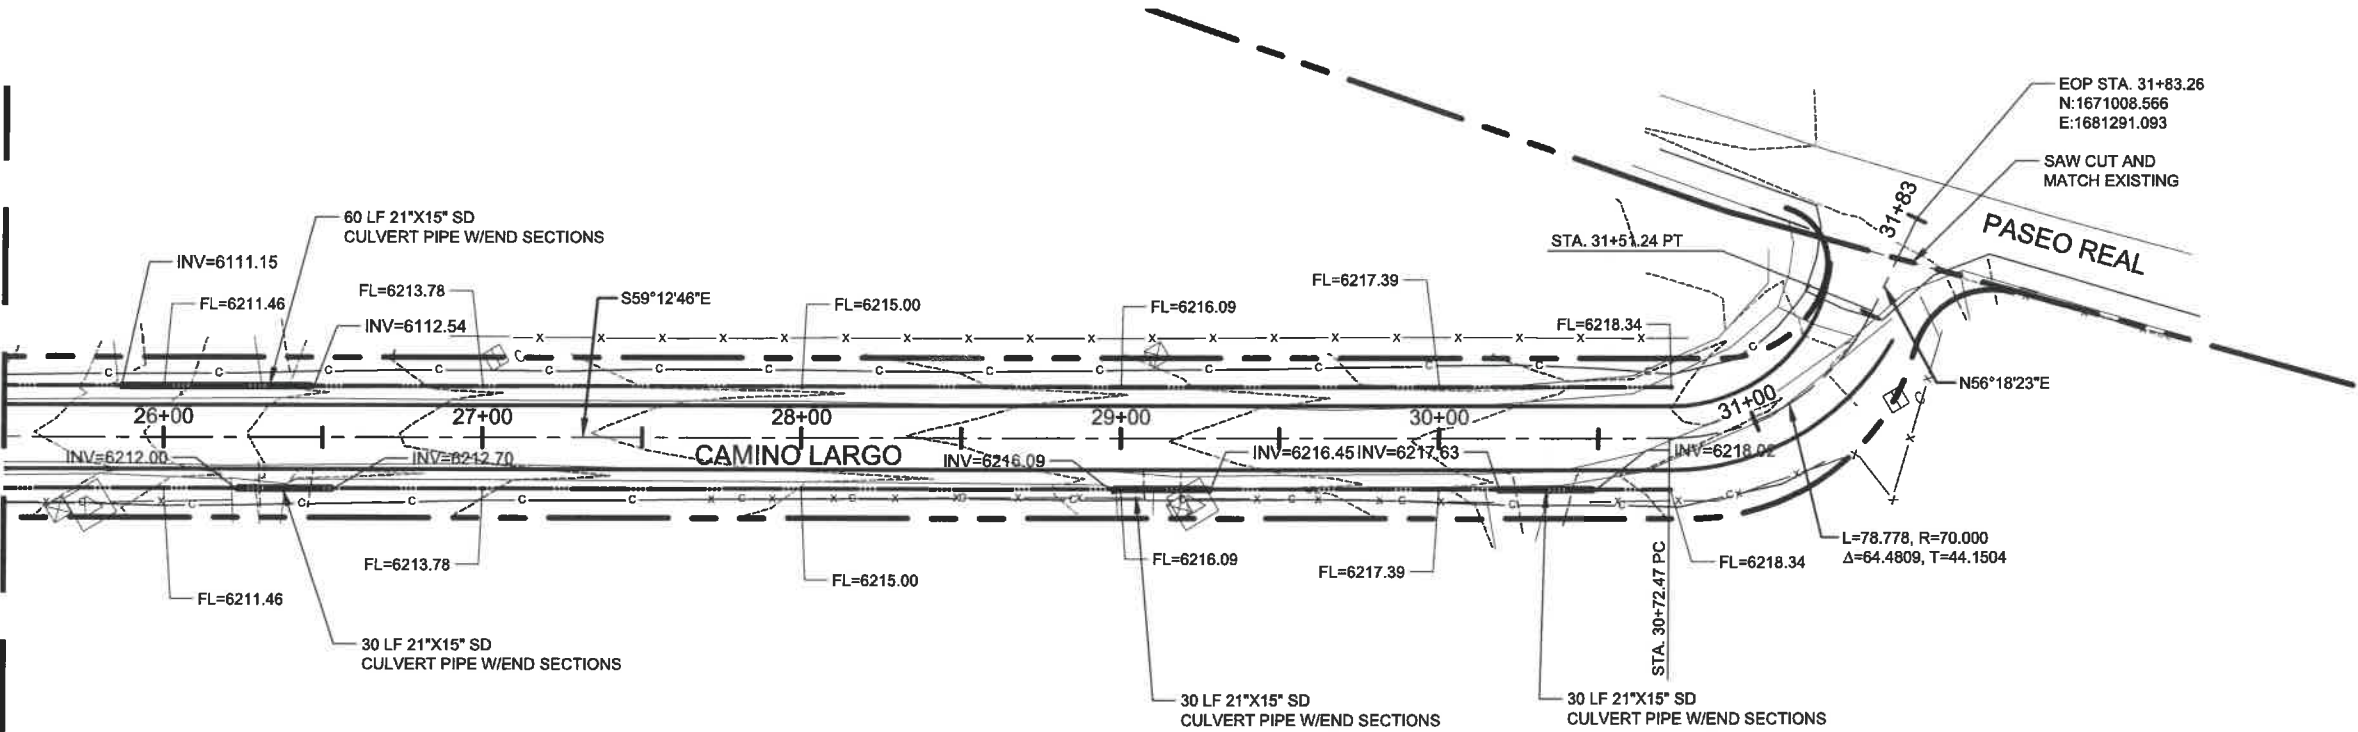 EOP STA. 31+83.26
N:1671008.566
E:1681291.093
SAW CUT AND
MATCH EXISTING
31+83
PASEO REAL
STA. 31+51.24 PT
60 LF 21"X15" SD
CULVERT PIPE W/END SECTIONS
INV=6111.15
FL=6211.46
FL=6213.78
INV=6112.54
S59°12'46"E
FL=6215.00
FL=6216.09
FL=6217.39
FL=6218.34
N56°18'23"E
26+00
27+00
28+00
29+00
30+00
31+00
CAMINO LARGO
INV=6212.00
INV=6212.70
INV=6216.09
INV=6216.45
INV=6217.63
INV=6218.02
L=78.778, R=70.000
Δ=64.4809, T=44.1504
FL=6211.46
FL=6213.78
FL=6215.00
FL=6216.09
FL=6217.39
FL=6218.34
STA. 30+72.47 PC
30 LF 21"X15" SD
CULVERT PIPE W/END SECTIONS
30 LF 21"X15" SD
CULVERT PIPE W/END SECTIONS
30 LF 21"X15" SD
CULVERT PIPE W/END SECTIONS